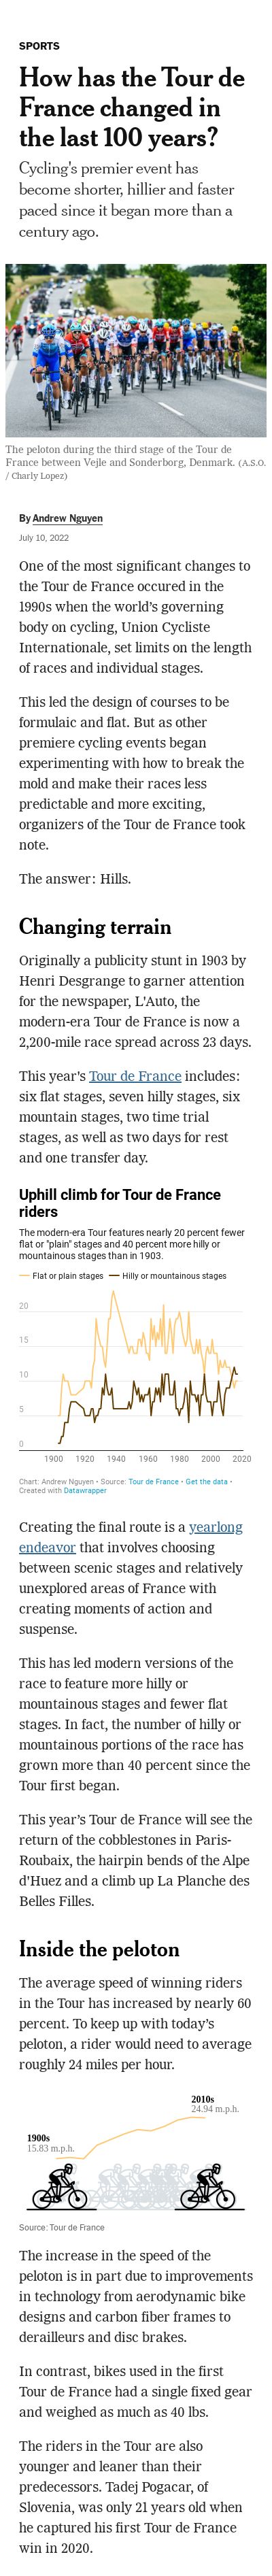 SPORTS
How has the Tour de
France changed in
the last 100 years?
Cycling's premier event has
become shorter, hillier and faster
paced since it began more than a
century ago.
The peloton during the third stage of the Tour de
France between Vejle and Sonderborg, Denmark. (A.S.O.
/ Charly Lopez)
By Andrew Nguyen
July 10, 2022
One of the most significant changes to
the Tour de France occured in the
1990s when the world's governing
body on cycling, Union Cycliste
Internationale, set limits on the length
of races and individual stages.
This led the design of courses to be
formulaic and flat. But as other
premiere cycling events began
experimenting with how to break the
mold and make their races less
predictable and more exciting,
organizers of the Tour de France took
note.
The answer: Hills.
Changing terrain
Originally a publicity stunt in 1903 by
Henri Desgrange to garner attention
for the newspaper, L'Auto, the
modern-era Tour de France is now a
2,200-mile race spread across 23 days.
This year's Tour de France includes:
six flat stages, seven hilly stages, six
mountain stages, two time trial
stages, as well as two days for rest
and one transfer day.
Uphill climb for Tour de France
riders
The modern-era Tour features nearly 20 percent fewer
flat or "plain" stages and 40 percent more hilly or
mountainous stages than in 1903.
Flat or plain stages Hilly or mountainous stages
20
15
10
5
0
1900 1920 1940 1960 1980 2000 2020
Chart: Andrew Nguyen • Source: Tour de France • Get the data •
Created with Datawrapper
Creating the final route is a yearlong
endeavor that involves choosing
between scenic stages and relatively
unexplored areas of France with
creating moments of action and
suspense.
This has led modern versions of the
race to feature more hilly or
mountainous stages and fewer flat
stages. In fact, the number of hilly or
mountainous portions of the race has
grown more than 40 percent since the
Tour first began.
This year's Tour de France will see the
return of the cobblestones in Paris-
Roubaix, the hairpin bends of the Alpe
d'Huez and a climb up La Planche des
Belles Filles.
Inside the peloton
The average speed of winning riders
in the Tour has increased by nearly 60
percent. To keep up with today's
peloton, a rider would need to average
roughly 24 miles per hour.
2010s
24.94 m.p.h.
1900s
15.83 m.p.h.
Source: Tour de France
The increase in the speed of the
peloton is in part due to improvements
in technology from aerodynamic bike
designs and carbon fiber frames to
derailleurs and disc brakes.
In contrast, bikes used in the first
Tour de France had a single fixed gear
and weighed as much as 40 lbs.
The riders in the Tour are also
younger and leaner than their
predecessors. Tadej Pogacar, of
Slovenia, was only 21 years old when
he captured his first Tour de France
win in 2020.